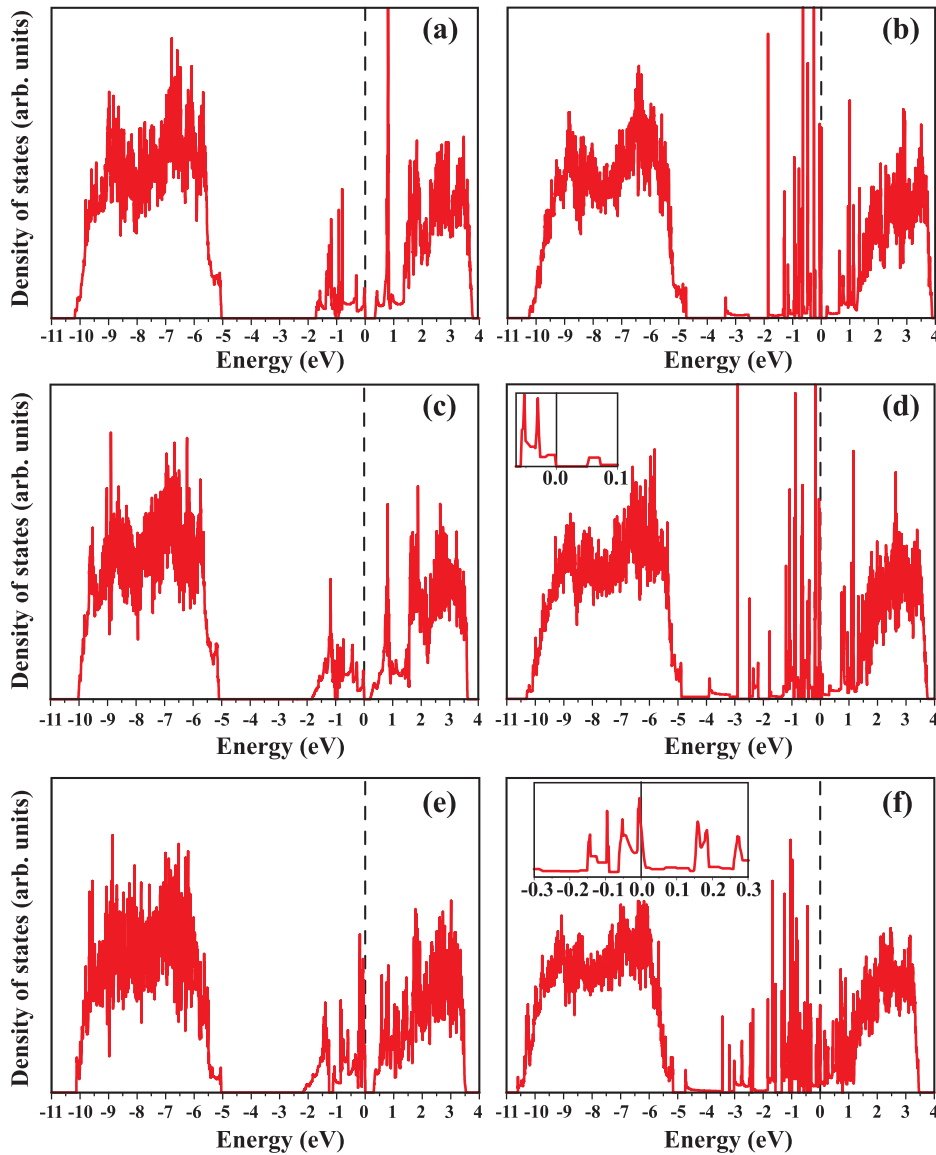 (a)
Density of states (arb. units)
-11 -10 -9 -8 -7 -6 -5 -4 -3 -2 -1 0 1 2 3 4
Energy (eV)
(b)
-11 -10 -9 -8 -7 -6 -5 -4 -3 -2 -1 0 1 2 3 4
Energy (eV)
(c)
Density of states (arb. units)
-11 -10 -9 -8 -7 -6 -5 -4 -3 -2 -1 0 1 2 3 4
Energy (eV)
(d)
0.0 0.1
-11 -10 -9 -8 -7 -6 -5 -4 -3 -2 -1 0 1 2 3 4
Energy (eV)
(e)
Density of states (arb. units)
-11 -10 -9 -8 -7 -6 -5 -4 -3 -2 -1 0 1 2 3 4
Energy (eV)
(f)
-0.3 -0.2 -0.1 0.0 0.1 0.2 0.3
-11 -10 -9 -8 -7 -6 -5 -4 -3 -2 -1 0 1 2 3 4
Energy (eV)